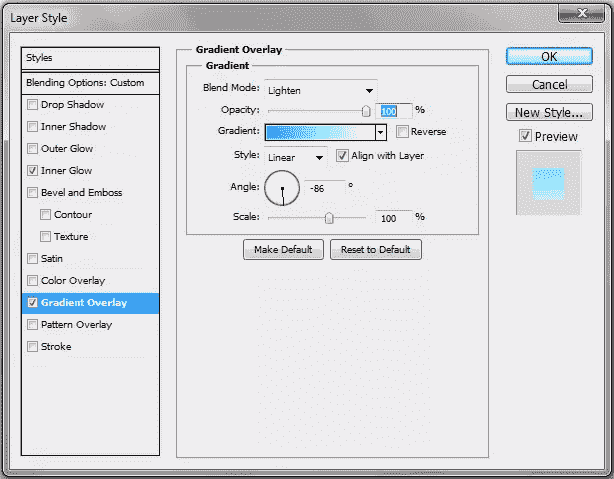 Layer Style
Styles
Blending Options: Custom
Drop Shadow
Inner Shadow
Outer Glow
Inner Glow
Bevel and Emboss
Contour
Texture
Satin
Color Overlay
Gradient Overlay
Pattern Overlay
Stroke
Gradient Overlay
Gradient
Blend Mode: Lighten
Opacity: 100 %
Gradient: Reverse
Style: Linear Align with Layer
Angle: -86 °
Scale: 100 %
Make Default Reset to Default
OK
Cancel
New Style...
Preview